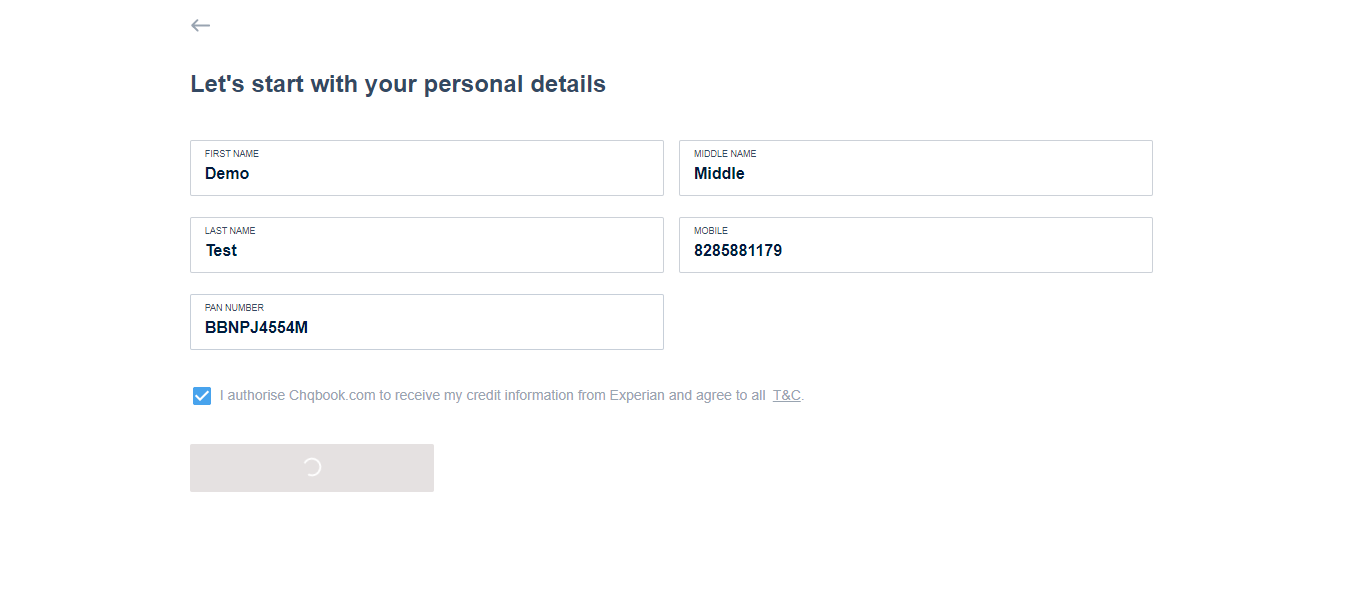 Let's start with your personal details
FIRST NAME
Demo
MIDDLE NAME
Middle
LAST NAME
Test
MOBILE
8285881179
PAN NUMBER
BBNPJ4554M
I authorise Chqbook.com to receive my credit information from Experian and agree to all T&C.